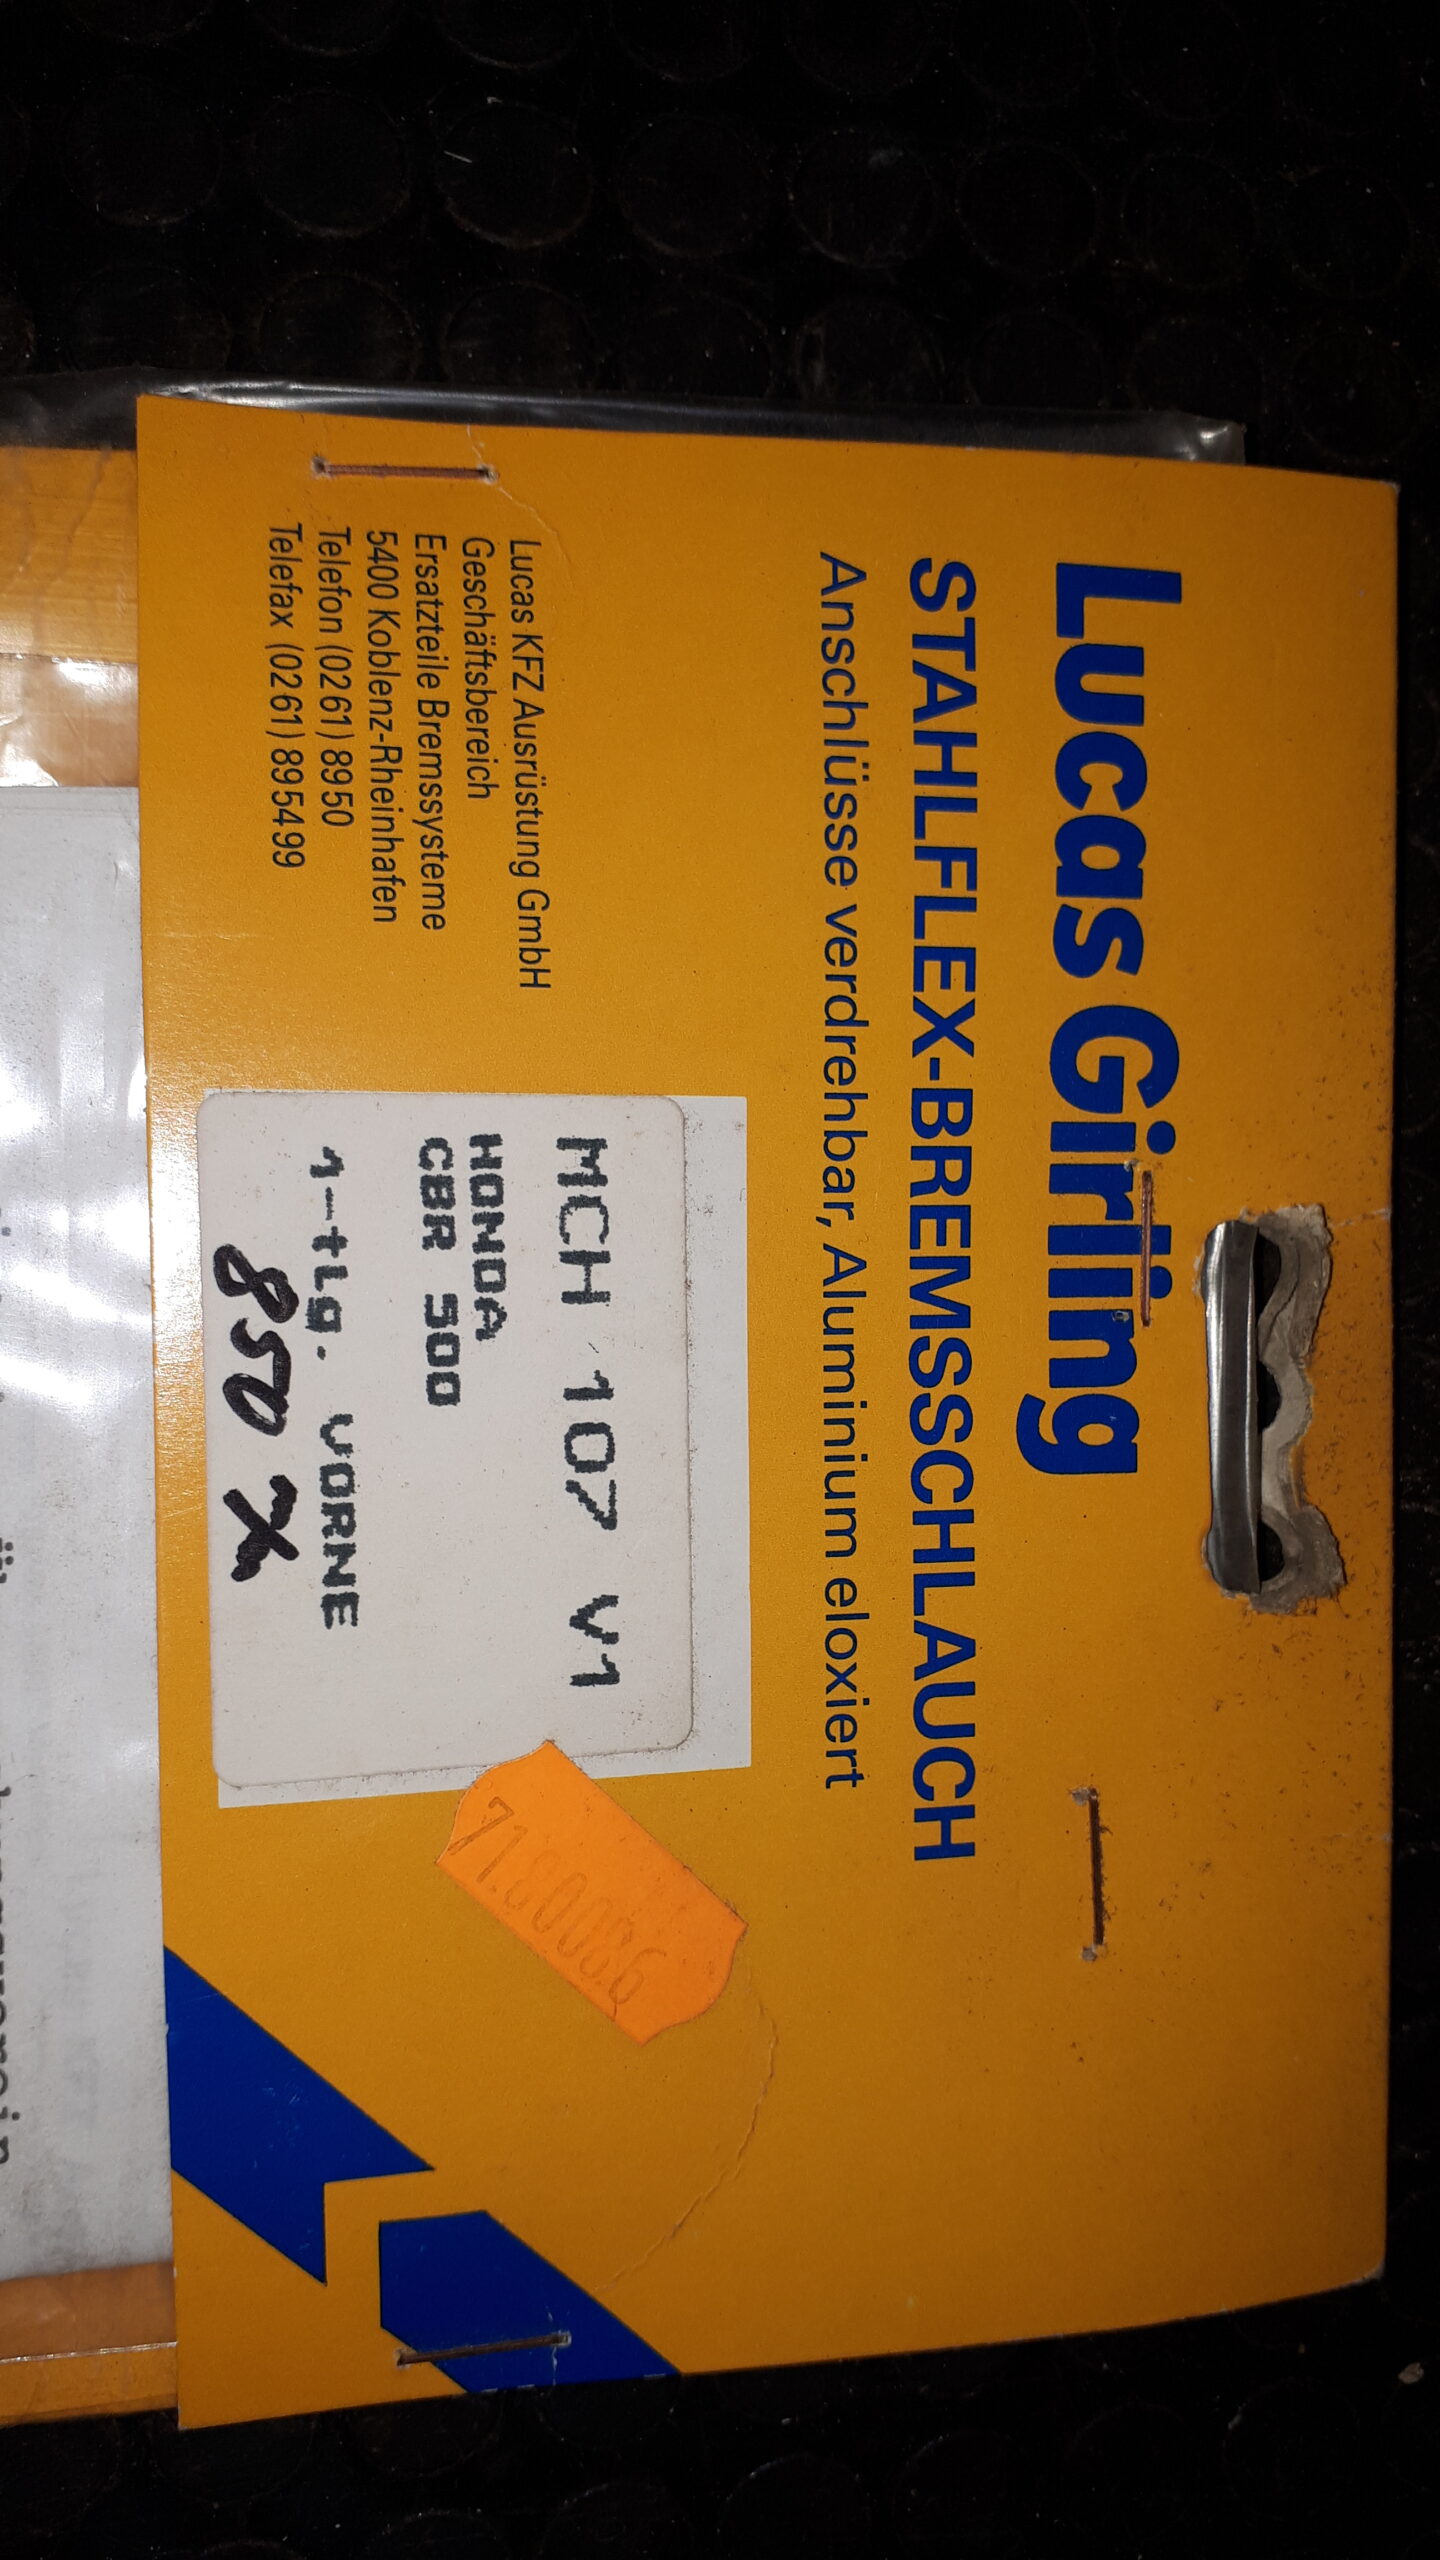 Lucas Girling
STAHLFLEX-BREMSSCHLAUCH
Anschlüsse verdrehbar, Aluminium eloxiert
Lucas KFZ Ausrüstung GmbH
Geschäftsbereich
Ersatzteile Bremssysteme
5400 Koblenz-Rheinhafen
Telefon (0261) 8950
Telefax (0261) 895499
MCH 107 V1
HONDA
CBR 500
1-tlg. VORNE
850
71.80086